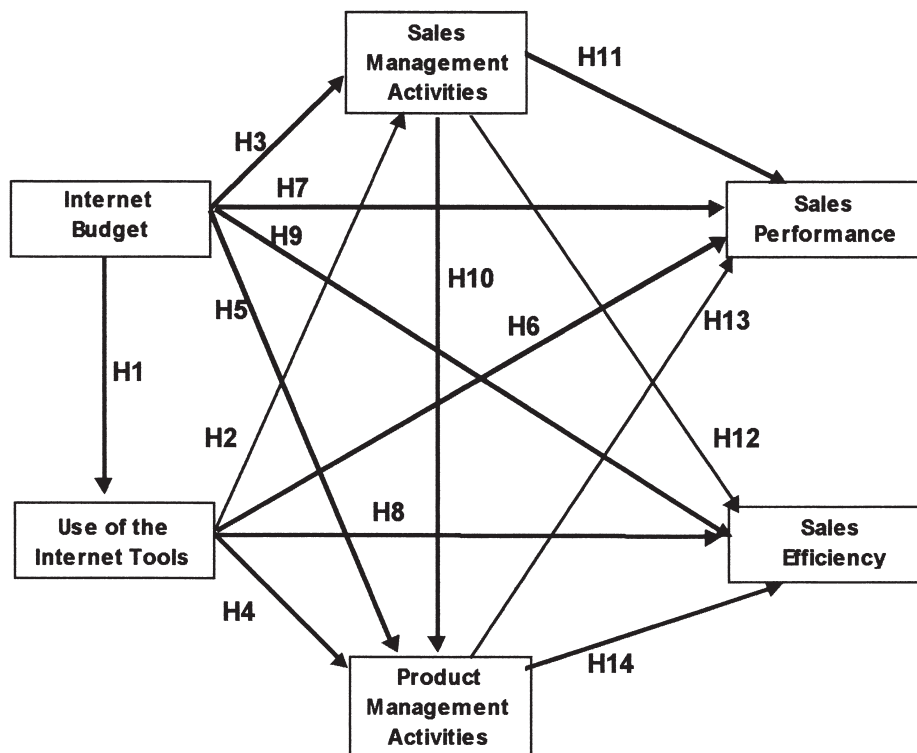 Sales
Management
Activities
H11
H3
Internet
Budget
H7
Sales
Performance
H9
H10
H5
H6
H13
H1
H2
H12
Use of the
Internet Tools
H8
Sales
Efficiency
H4
H14
Product
Management
Activities